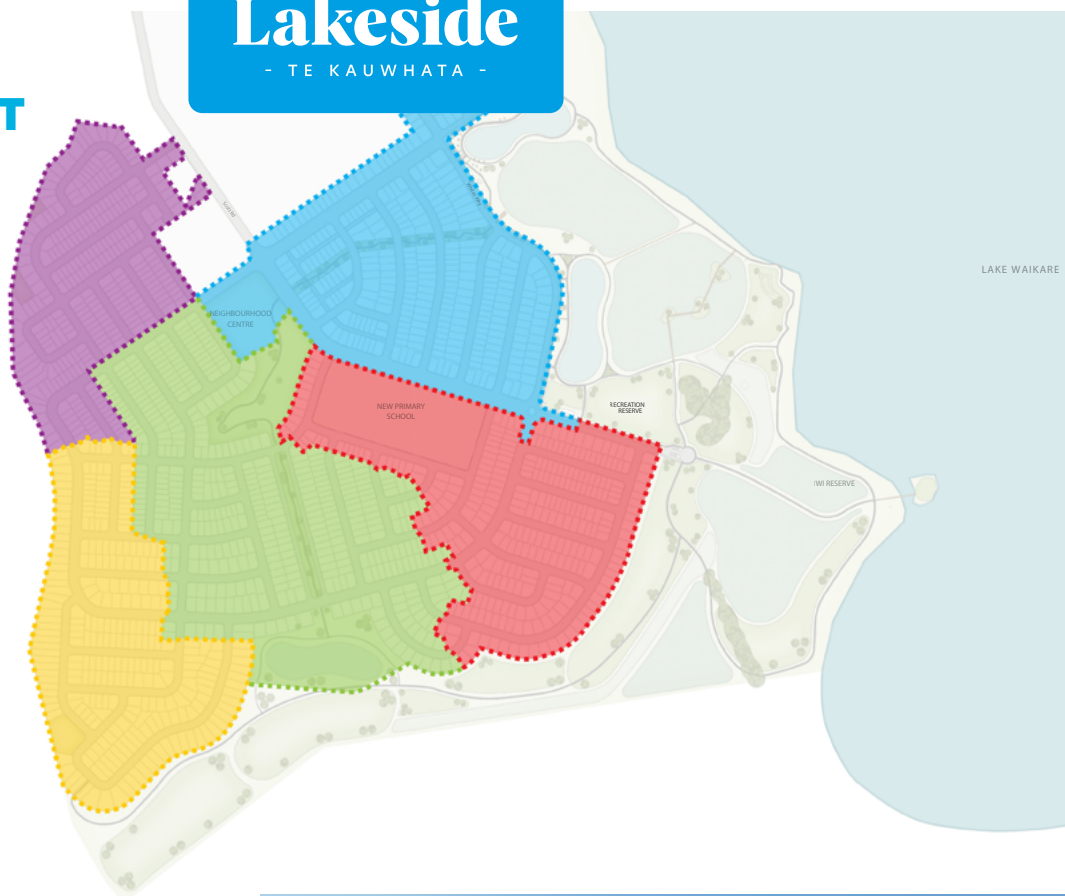 Lakeside
- TE KAUWHATA -
T
LAKE WAIKARE
NEIGHBOURHOOD
CENTRE
NEW PRIMARY
SCHOOL
RECREATION
RESERVE
IWI RESERVE